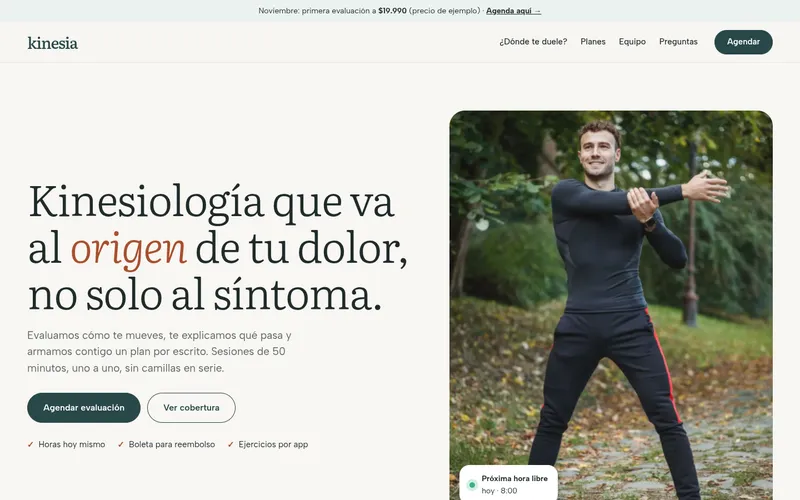 Noviembre: primera evaluación a $19.990 (precio de ejemplo) · Agenda aquí →
kinesia
¿Dónde te duele? Planes Equipo Preguntas Agendar
Kinesiología que va
al origen de tu dolor,
no solo al síntoma.
Evaluamos cómo te mueves, te explicamos qué pasa y
armamos contigo un plan por escrito. Sesiones de 50
minutos, uno a uno, sin camillas en serie.
Agendar evaluación Ver cobertura
✓ Horas hoy mismo ✓ Boleta para reembolso ✓ Ejercicios por app
Próxima hora libre
hoy · 8:00